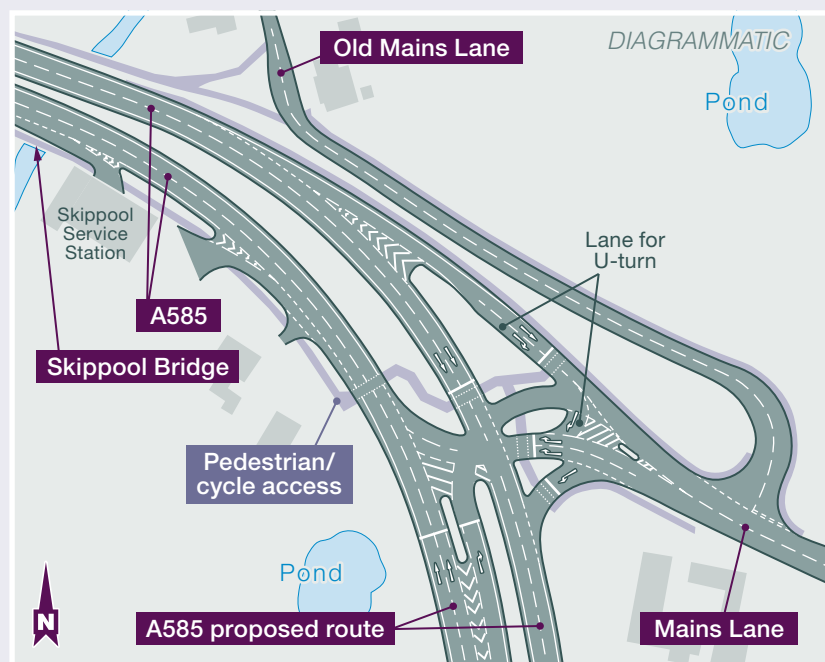 Old Mains Lane
DIAGRAMMATIC
Pond
Skippool
Service
Station
Lane for
U-turn
A585
Skippool Bridge
Pedestrian/
cycle access
Pond
N
A585 proposed route
Mains Lane